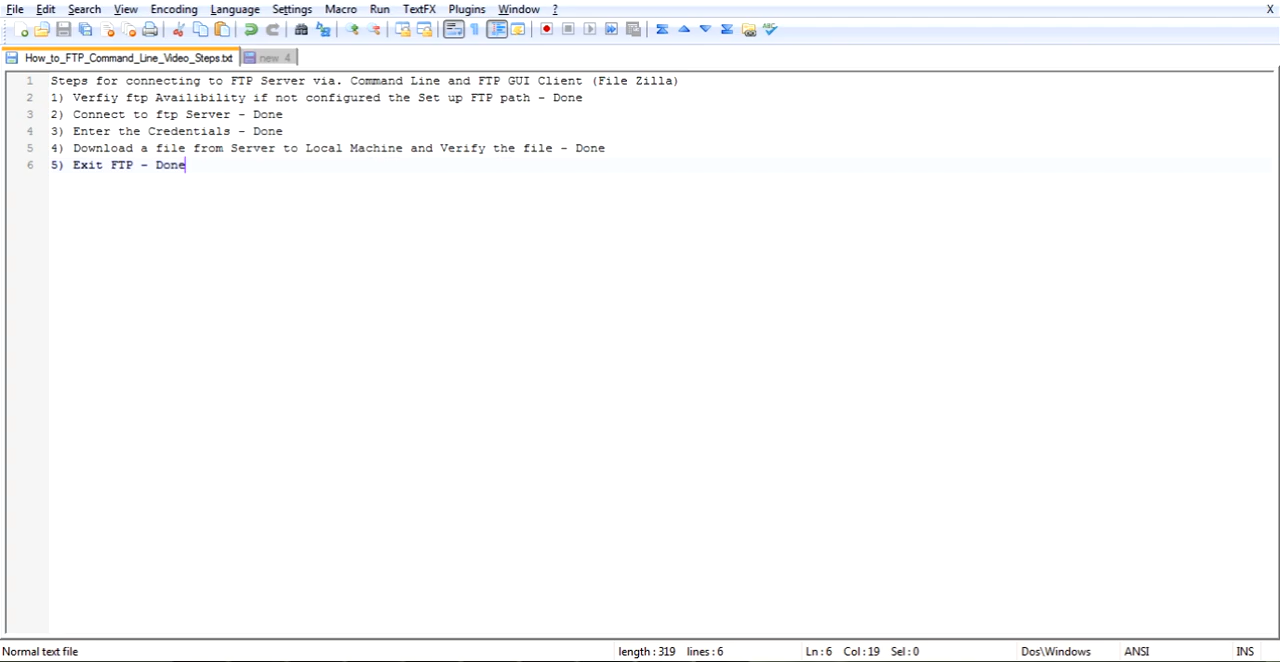 File Edit Search View Encoding Language Settings Macro Run TextFX Plugins Window ? X
How_to_FTP_Command_Line_Video_Steps.txt new 4
1 Steps for connecting to FTP Server via. Command Line and FTP GUI Client (File Zilla)
2 1) Verfiy ftp Availibility if not configured the Set up FTP path - Done
3 2) Connect to ftp Server - Done
4 3) Enter the Credentials - Done
5 4) Download a file from Server to Local Machine and Verify the file - Done
6 5) Exit FTP - Done
Normal text file length : 319 lines : 6 Ln : 6 Col : 19 Sel : 0 Dos\Windows ANSI INS